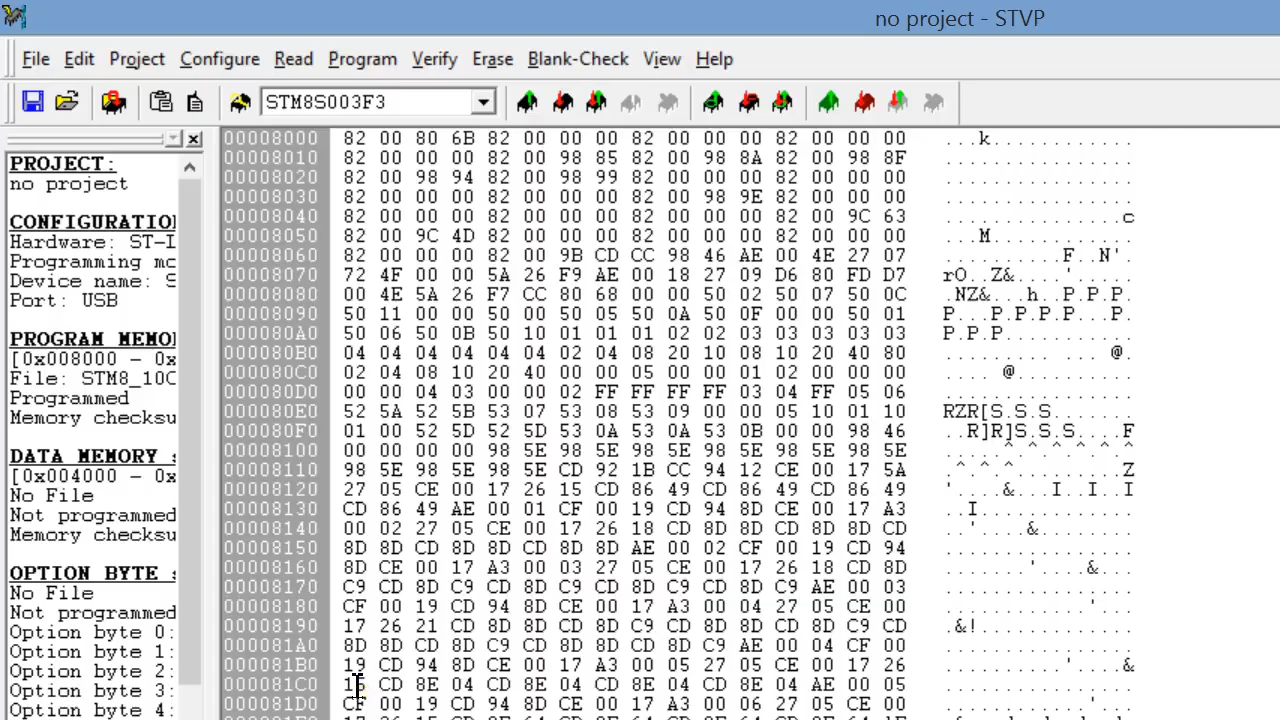 no project - STVP
File Edit Project Configure Read Program Verify Erase Blank-Check View Help
STM8S003F3
PROJECT:
no project
CONFIGURATIO
Hardware: ST-L
Programming mo
Device name: S
Port: USB
PROGRAM MEMO
[0x008000 - 0x
File: STM8_10C
Programmed
Memory checksu
DATA MEMORY
[0x004000 - 0x
No File
Not programmed
Memory checksu
OPTION BYTE
No File
Not programmed
Option byte 0:
Option byte 1:
Option byte 2:
Option byte 3:
Option byte 4:
00008000 82 00 80 6B 82 00 00 00 82 00 00 00 82 00 00 00 ...k............
00008010 82 00 00 00 82 00 98 85 82 00 98 8A 82 00 98 8F ................
00008020 82 00 98 94 82 00 98 99 82 00 00 00 82 00 00 00 ................
00008030 82 00 00 00 82 00 00 00 82 00 98 9E 82 00 00 00 ................
00008040 82 00 00 00 82 00 00 00 82 00 00 00 82 00 9C 63 ...............c
00008050 82 00 9C 4D 82 00 00 00 82 00 00 00 82 00 00 00 ...M............
00008060 82 00 00 00 82 00 9B CD CC 98 46 AE 00 4E 27 07 ..........F..N'.
00008070 72 4F 00 00 5A 26 F9 AE 00 18 27 09 D6 80 FD D7 rO..Z&....'.....
00008080 00 4E 5A 26 F7 CC 80 68 00 00 50 02 50 07 50 0C .NZ&...h..P.P.P.
00008090 50 11 00 00 50 00 50 05 50 0A 50 0F 00 00 50 01 P...P.P.P.P...P.
000080A0 50 06 50 0B 50 10 01 01 01 02 02 03 03 03 03 03 P.P.P...........
000080B0 04 04 04 04 04 04 02 04 08 20 10 08 10 20 40 80 ......... ... @.
000080C0 02 04 08 10 20 40 00 00 00 05 00 00 01 02 00 00 .... @..........
000080D0 00 00 04 03 00 00 02 FF FF FF FF 03 04 FF 05 06 ................
000080E0 52 5A 52 5B 53 07 53 08 53 09 00 00 05 10 01 10 RZR[S.S.S.......
000080F0 01 00 52 5D 52 5D 53 0A 53 0A 53 0B 00 00 98 46 ..R]R]S.S.S....F
00008100 00 00 00 00 98 5E 98 5E 98 5E 98 5E 98 5E 98 5E .....^.^.^.^.^.^
00008110 98 5E 98 5E 98 5E CD 92 1B CC 94 12 CE 00 17 5A .^.^.^.........Z
00008120 27 05 CE 00 17 26 15 CD 86 49 CD 86 49 CD 86 49 '....&...I..I..I
00008130 CD 86 49 AE 00 01 CF 00 19 CD 94 8D CE 00 17 A3 ..I.............
00008140 00 02 27 05 CE 00 17 26 18 CD 8D 8D CD 8D 8D CD ..'....&........
00008150 8D 8D CD 8D 8D CD 8D 8D AE 00 02 CF 00 19 CD 94 ................
00008160 8D CE 00 17 A3 00 03 27 05 CE 00 17 26 18 CD 8D .......'....&...
00008170 C9 CD 8D C9 CD 8D C9 CD 8D C9 CD 8D C9 AE 00 03 ................
00008180 CF 00 19 CD 94 8D CE 00 17 A3 00 04 27 05 CE 00 ............'...
00008190 17 26 21 CD 8D 8D CD 8D C9 CD 8D 8D CD 8D C9 CD .&!.............
000081A0 8D 8D CD 8D C9 CD 8D 8D CD 8D C9 AE 00 04 CF 00 ................
000081B0 19 CD 94 8D CE 00 17 A3 00 05 27 05 CE 00 17 26 ..........'....&
000081C0 15 CD 8E 04 CD 8E 04 CD 8E 04 CD 8E 04 AE 00 05 ................
000081D0 CF 00 19 CD 94 8D CE 00 17 A3 00 06 27 05 CE 00 ............'...